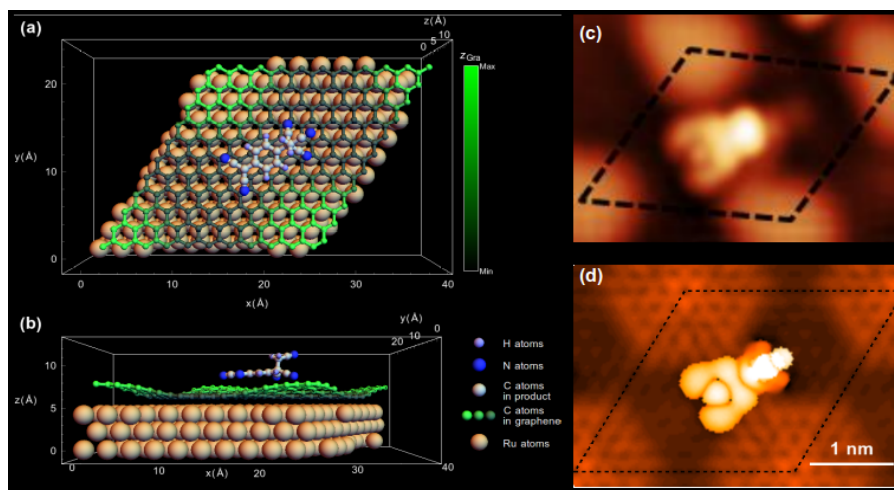 (a)
z(Å)
0 5 10
z Gra
Max
20
y(Å)
10
0
Min
0 10 20 30 40
x(Å)
(b)
y(Å)
20 10 0
10
z(Å)
5
0
0 10 20 30 40
x(Å)
H atoms
N atoms
C atoms
in product
C atoms
in graphene
Ru atoms
(c)
(d)
1 nm